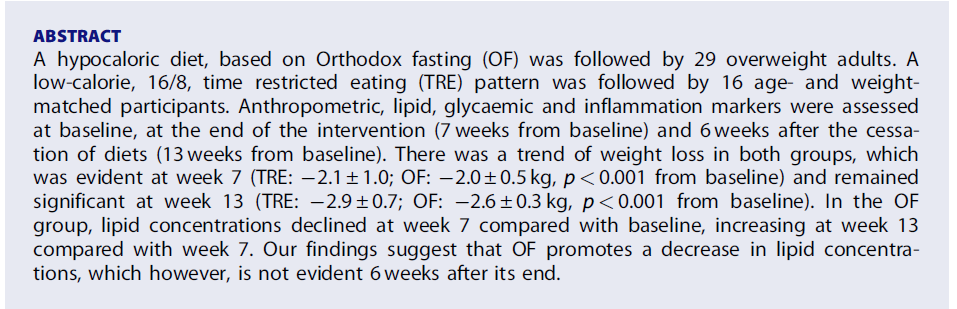 ABSTRACT
A hypocaloric diet, based on Orthodox fasting (OF) was followed by 29 overweight adults. A
low-calorie, 16/8, time restricted eating (TRE) pattern was followed by 16 age- and weight-
matched participants. Anthropometric, lipid, glycaemic and inflammation markers were assessed
at baseline, at the end of the intervention (7 weeks from baseline) and 6 weeks after the cessa-
tion of diets (13 weeks from baseline). There was a trend of weight loss in both groups, which
was evident at week 7 (TRE: −2.1 ± 1.0; OF: −2.0 ± 0.5 kg, p < 0.001 from baseline) and remained
significant at week 13 (TRE: −2.9 ± 0.7; OF: −2.6 ± 0.3 kg, p < 0.001 from baseline). In the OF
group, lipid concentrations declined at week 7 compared with baseline, increasing at week 13
compared with week 7. Our findings suggest that OF promotes a decrease in lipid concentra-
tions, which however, is not evident 6 weeks after its end.